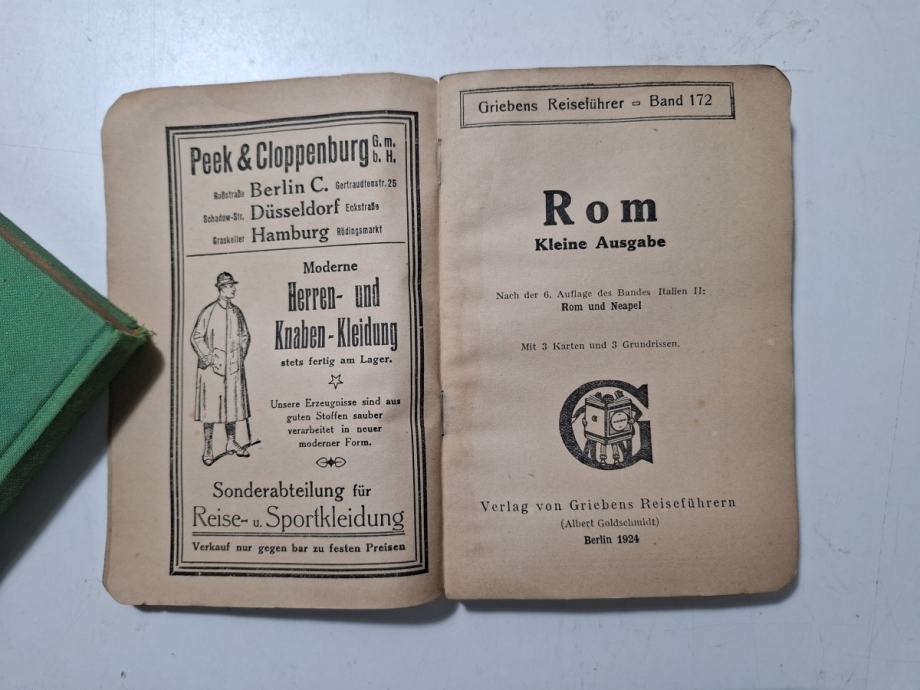 Peek & Cloppenburg G. m. b. H.
Roßstraße Berlin C. Gertraudtenstr. 25
Schadow-Str. Düsseldorf Eckstraße
Graskeller Hamburg Rödingsmarkt
Moderne
Herren- und
Knaben-Kleidung
stets fertig am Lager.
Unsere Erzeugnisse sind aus
guten Stoffen sauber
verarbeitet in neuer
moderner Form.
Sonderabteilung für
Reise- u. Sportkleidung
Verkauf nur gegen bar zu festen Preisen
Griebens Reiseführer - Band 172
Rom
Kleine Ausgabe
Nach der 6. Auflage des Bandes Italien II:
Rom und Neapel
Mit 3 Karten und 3 Grundrissen.
G
Verlag von Griebens Reiseführern
(Albert Goldschmidt)
Berlin 1924